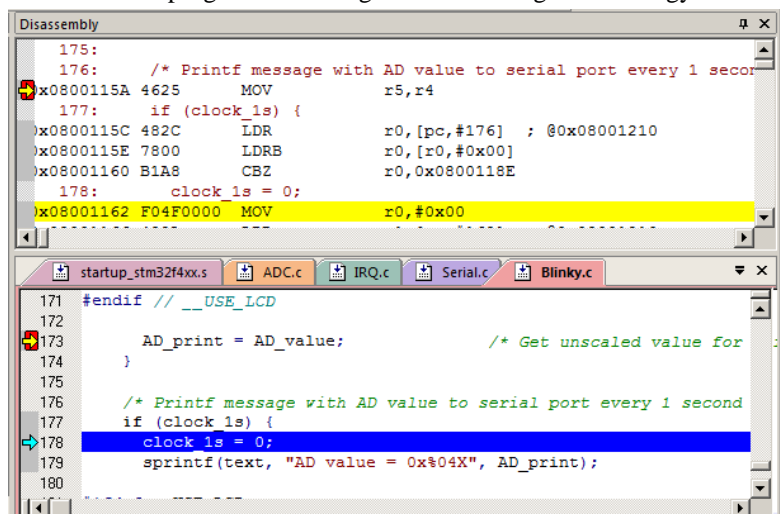 Disassembly
175:
176: /* Printf message with AD value to serial port every 1 secon
0x0800115A 4625 MOV r5,r4
177: if (clock_1s) {
0x0800115C 482C LDR r0,[pc,#176] ; @0x08001210
0x0800115E 7800 LDRB r0,[r0,#0x00]
0x08001160 B1A8 CBZ r0,0x0800118E
178: clock_1s = 0;
0x08001162 F04F0000 MOV r0,#0x00
startup_stm32f4xx.s ADC.c IRQ.c Serial.c Blinky.c
171 #endif // __USE_LCD
172
173 AD_print = AD_value; /* Get unscaled value for
174 }
175
176 /* Printf message with AD value to serial port every 1 second
177 if (clock_1s) {
178 clock_1s = 0;
179 sprintf(text, "AD value = 0x%04X", AD_print);
180